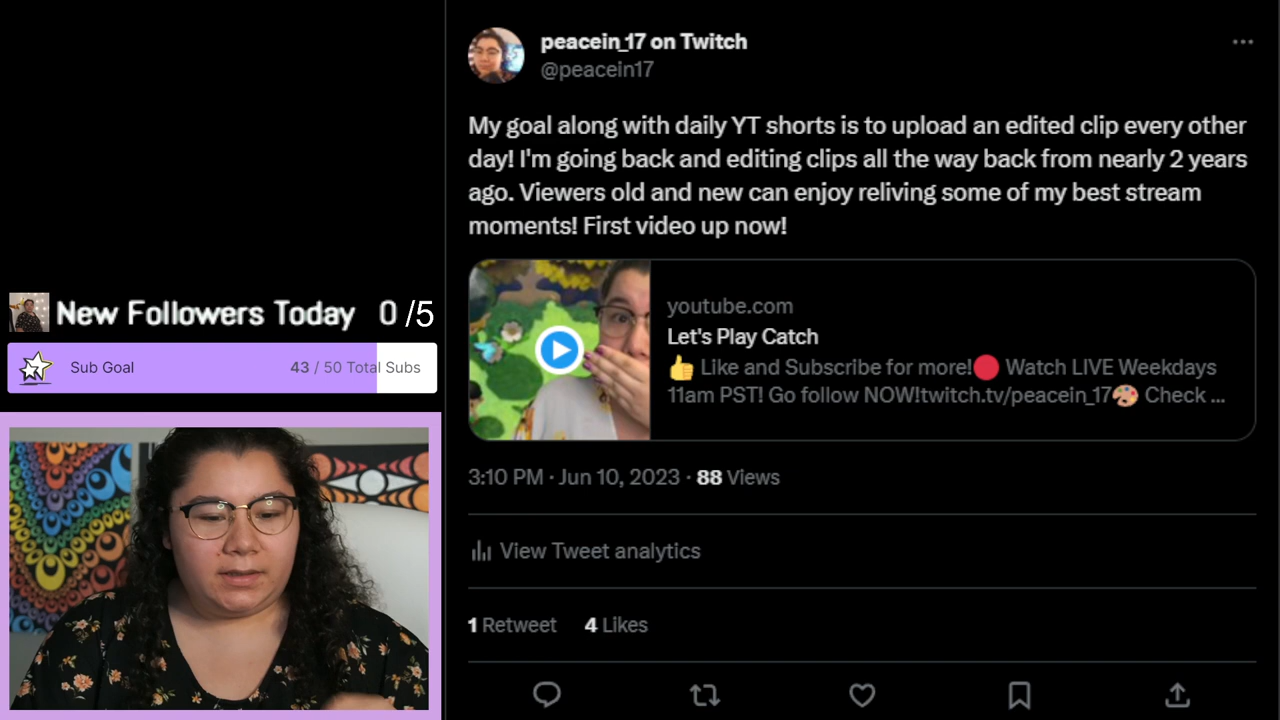 peacein_17 on Twitch
@peacein17
My goal along with daily YT shorts is to upload an edited clip every other
day! I'm going back and editing clips all the way back from nearly 2 years
ago. Viewers old and new can enjoy reliving some of my best stream
moments! First video up now!
youtube.com
Let's Play Catch
👍 Like and Subscribe for more!🔴 Watch LIVE Weekdays
11am PST! Go follow NOW!twitch.tv/peacein_17🎨 Check ...
3:10 PM · Jun 10, 2023 · 88 Views
View Tweet analytics
1 Retweet 4 Likes
New Followers Today 0 /5
Sub Goal 43 / 50 Total Subs